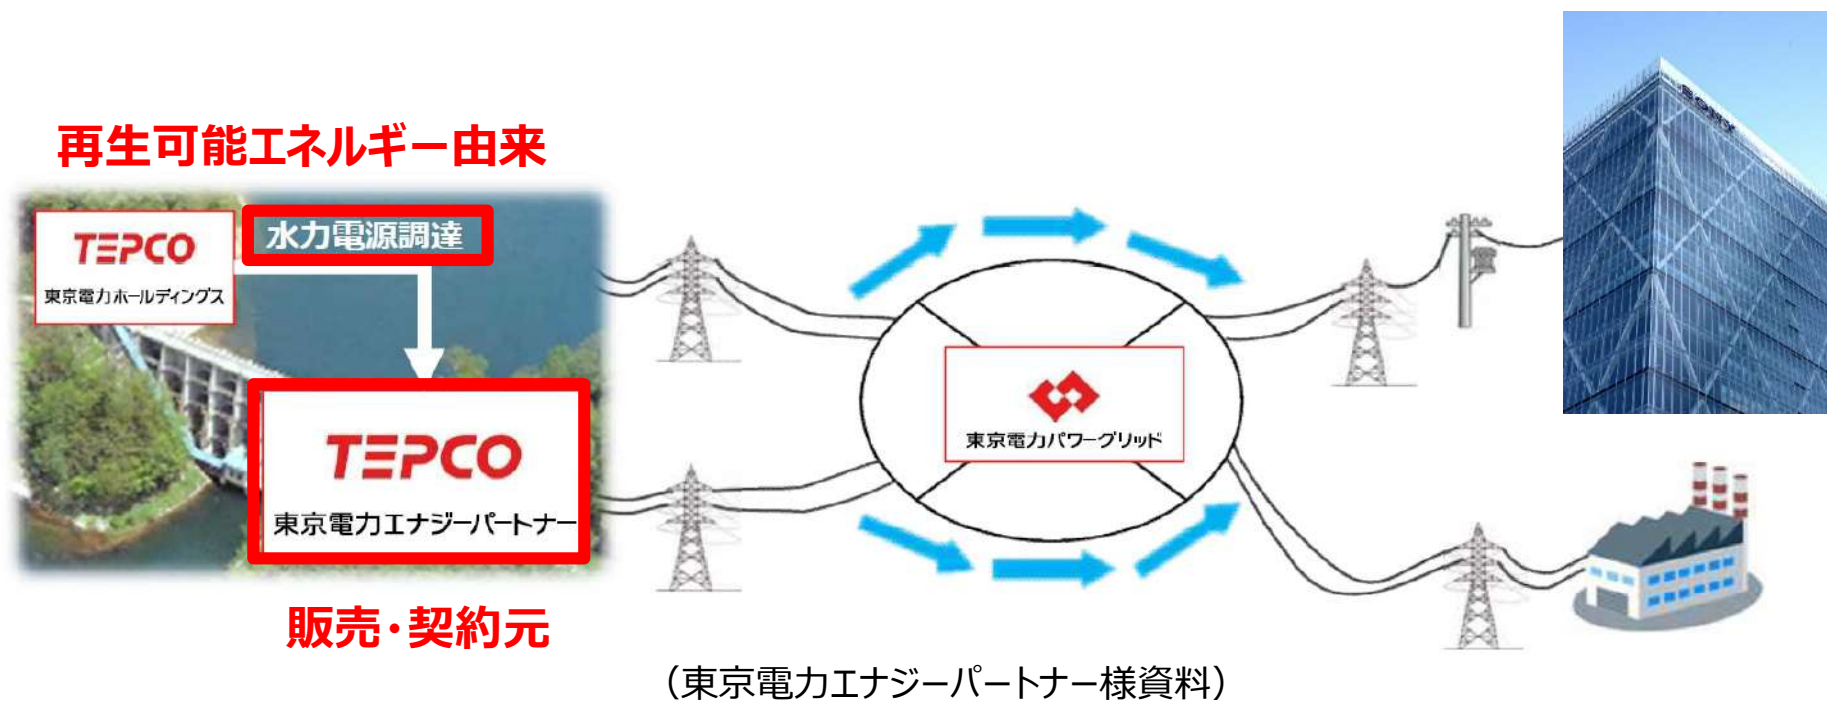 再生可能エネルギー由来
TEPCO
東京電力ホールディングス
水力電源調達
TEPCO
東京電力エナジーパートナー
販売・契約元
東京電力パワーグリッド
SONY
（東京電力エナジーパートナー様資料）